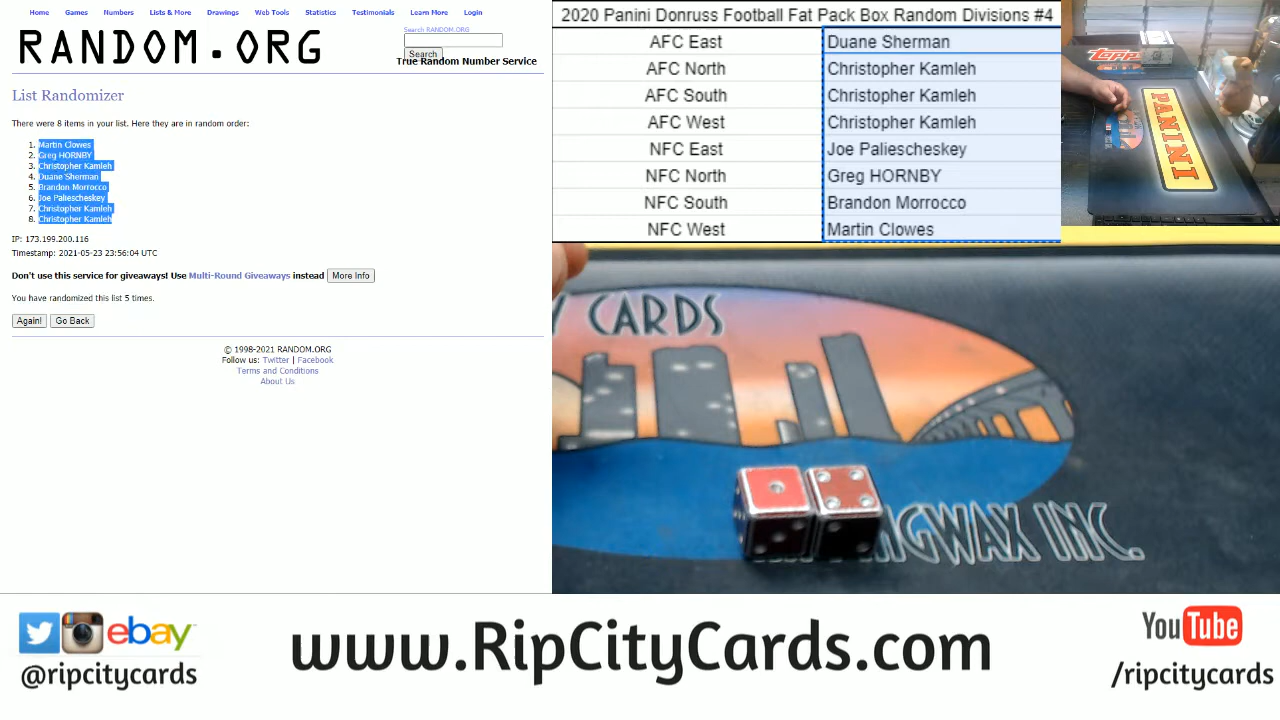 Home Games Numbers Lists & More Drawings Web Tools Statistics Testimonials Learn More Login
RANDOM.ORG
Search RANDOM.ORG
Search
True Random Number Service
List Randomizer
There were 8 items in your list. Here they are in random order:
1. Martin Clowes
2. Greg HORNBY
3. Christopher Kamleh
4. Duane Sherman
5. Brandon Morrocco
6. Joe Paliescheskey
7. Christopher Kamleh
8. Christopher Kamleh
IP: 173.199.200.116
Timestamp: 2021-05-23 23:56:04 UTC
Don't use this service for giveaways! Use Multi-Round Giveaways instead More Info
You have randomized this list 5 times.
Again! Go Back
© 1998-2021 RANDOM.ORG
Follow us: Twitter | Facebook
Terms and Conditions
About Us
2020 Panini Donruss Football Fat Pack Box Random Divisions #4
AFC East Duane Sherman
AFC North Christopher Kamleh
AFC South Christopher Kamleh
AFC West Christopher Kamleh
NFC East Joe Paliescheskey
NFC North Greg HORNBY
NFC South Brandon Morrocco
NFC West Martin Clowes
Topps
PANINI
Y CARDS
NGWAX INC.
ebay
@ripcitycards
www.RipCityCards.com
YouTube
/ripcitycards